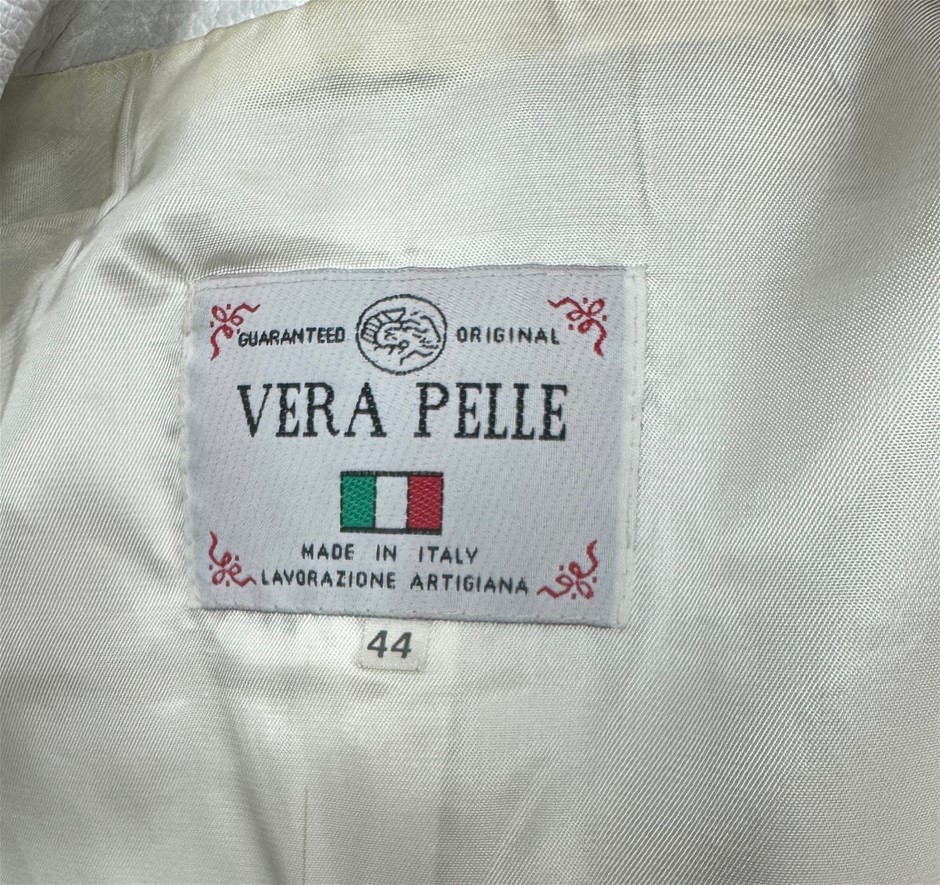 GUARANTEED ORIGINAL
VERA PELLE
MADE IN ITALY
LAVORAZIONE ARTIGIANA
44